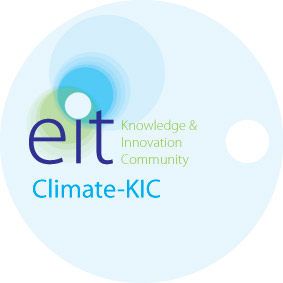 eit
Knowledge &
Innovation
Community
Climate-KIC